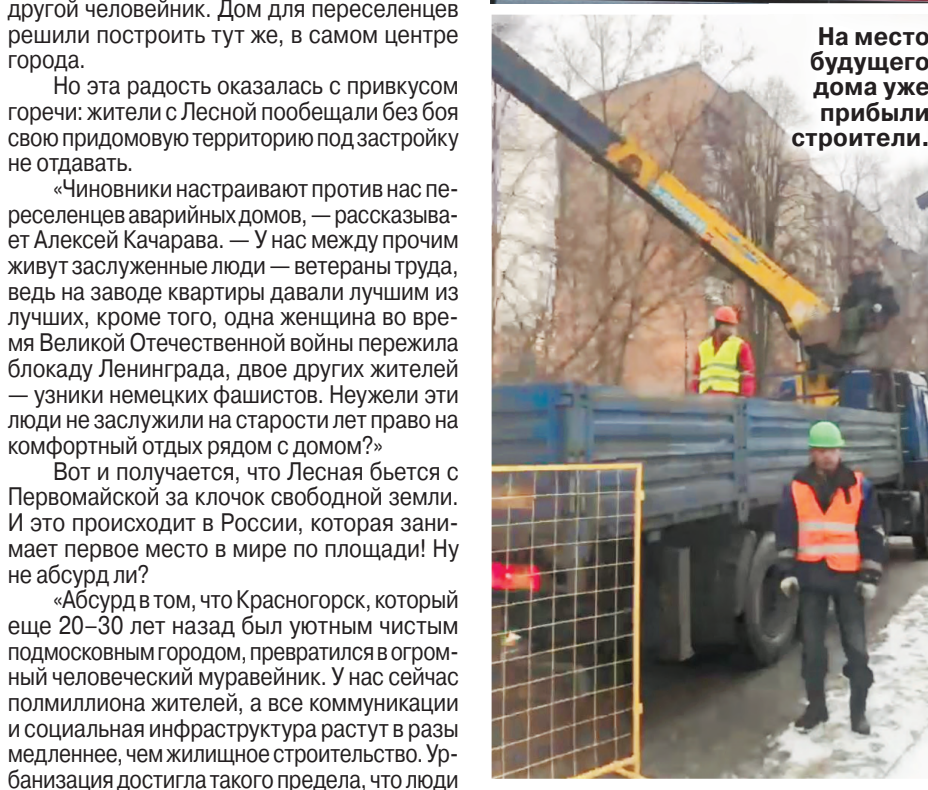 другой человейник. Дом для переселенцев
решили построить тут же, в самом центре
города.
Но эта радость оказалась с привкусом
горечи: жители с Лесной пообещали без боя
свою придомовую территорию под застройку
не отдавать.
«Чиновники настраивают против нас пе-
реселенцев аварийных домов, — рассказыва-
ет Алексей Качарава. — У нас между прочим
живут заслуженные люди — ветераны труда,
ведь на заводе квартиры давали лучшим из
лучших, кроме того, одна женщина во вре-
мя Великой Отечественной войны пережила
блокаду Ленинграда, двое других жителей
— узники немецких фашистов. Неужели эти
люди не заслужили на старости лет право на
комфортный отдых рядом с домом?»
Вот и получается, что Лесная бьется с
Первомайской за клочок свободной земли.
И это происходит в России, которая зани-
мает первое место в мире по площади! Ну
не абсурд ли?
«Абсурд в том, что Красногорск, который
еще 20–30 лет назад был уютным чистым
подмосковным городом, превратился в огром-
ный человеческий муравейник. У нас сейчас
полмиллиона жителей, а все коммуникации
и социальная инфраструктура растут в разы
медленнее, чем жилищное строительство. Ур-
банизация достигла такого предела, что люди
На место
будущего
дома уже
прибыли
строители.